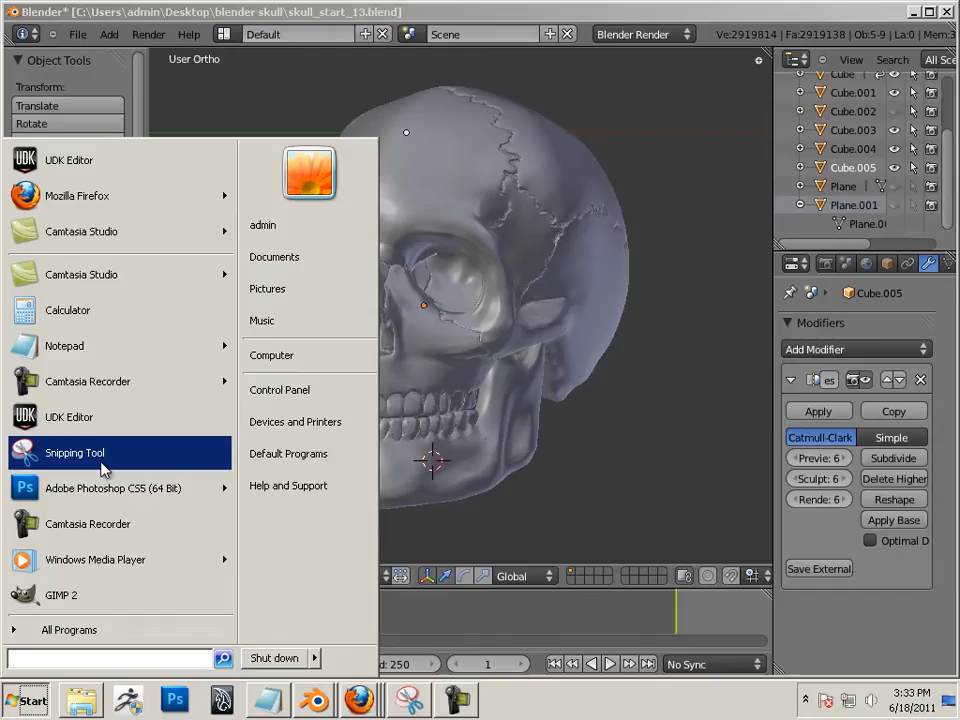 Blender* [C:\Users\admin\Desktop\blender skull\skull_start_13.blend]
File Add Render Help Default Scene Blender Render Ve:2919814 | Fa:2919138 | Ob:5-9 | La:0 | Mem:3
Object Tools
Transform:
Translate
Rotate
User Ortho
View Search All Sce
Cube
Cube.001
Cube.002
Cube.003
Cube.004
Cube.005
Plane
Plane.001
Plane.0
Cube.005
Modifiers
Add Modifier
es
Apply Copy
Catmull-Clark Simple
Previe: 6 Subdivide
Sculpt: 6 Delete Higher
Rende: 6 Reshape
Apply Base
Optimal D
Save External.
UDK Editor
Mozilla Firefox
Camtasia Studio
Camtasia Studio
Calculator
Notepad
Camtasia Recorder
UDK Editor
Snipping Tool
Adobe Photoshop CS5 (64 Bit)
Camtasia Recorder
Windows Media Player
GIMP 2
All Programs
admin
Documents
Pictures
Music
Computer
Control Panel
Devices and Printers
Default Programs
Help and Support
Shut down
Global
d: 250 1 No Sync
Start
3:33 PM
6/18/2011